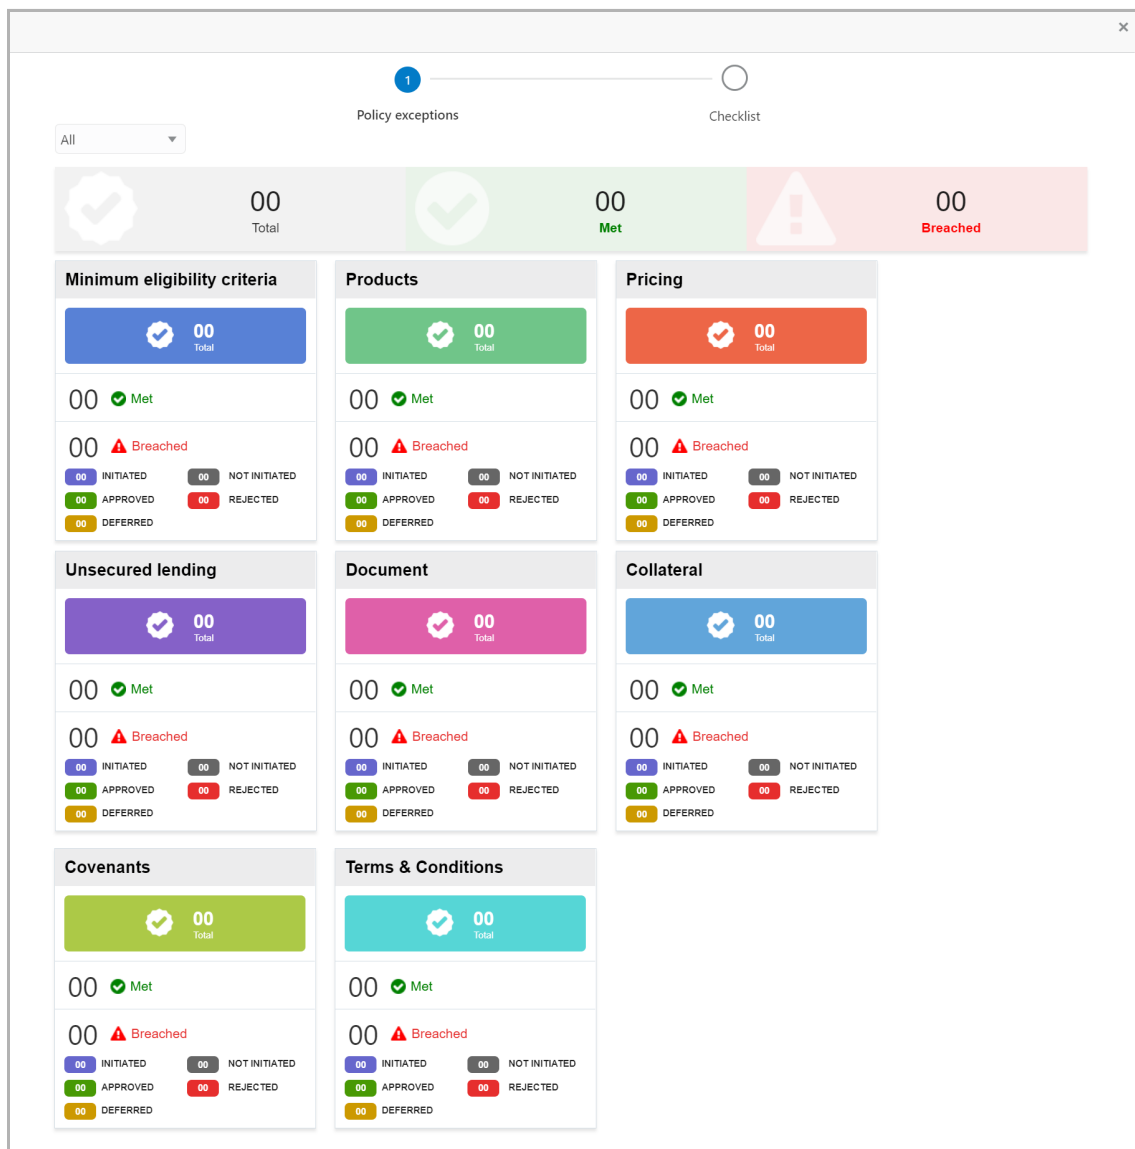 ×
1
Policy exceptions
Checklist
All
00
Total
00
Met
00
Breached
Minimum eligibility criteria
00
Total
00 Met
00 Breached
00 INITIATED 00 NOT INITIATED
00 APPROVED 00 REJECTED
00 DEFERRED
Products
00
Total
00 Met
00 Breached
00 INITIATED 00 NOT INITIATED
00 APPROVED 00 REJECTED
00 DEFERRED
Pricing
00
Total
00 Met
00 Breached
00 INITIATED 00 NOT INITIATED
00 APPROVED 00 REJECTED
00 DEFERRED
Unsecured lending
00
Total
00 Met
00 Breached
00 INITIATED 00 NOT INITIATED
00 APPROVED 00 REJECTED
00 DEFERRED
Document
00
Total
00 Met
00 Breached
00 INITIATED 00 NOT INITIATED
00 APPROVED 00 REJECTED
00 DEFERRED
Collateral
00
Total
00 Met
00 Breached
00 INITIATED 00 NOT INITIATED
00 APPROVED 00 REJECTED
00 DEFERRED
Covenants
00
Total
00 Met
00 Breached
00 INITIATED 00 NOT INITIATED
00 APPROVED 00 REJECTED
00 DEFERRED
Terms & Conditions
00
Total
00 Met
00 Breached
00 INITIATED 00 NOT INITIATED
00 APPROVED 00 REJECTED
00 DEFERRED